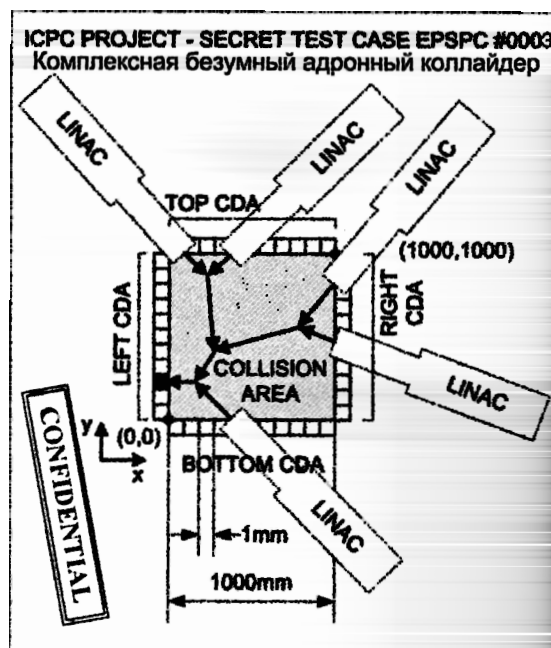 ICPC PROJECT - SECRET TEST CASE EPSPC #0003
Комплексная безумный адронный коллайдер
LINAC
LINAC
LINAC
TOP CDA
(1000,1000)
LEFT CDA
RIGHT
CDA
COLLISION
AREA
LINAC
CONFIDENTIAL
y
(0,0)
x
BOTTOM CDA
LINAC
1mm
1000mm